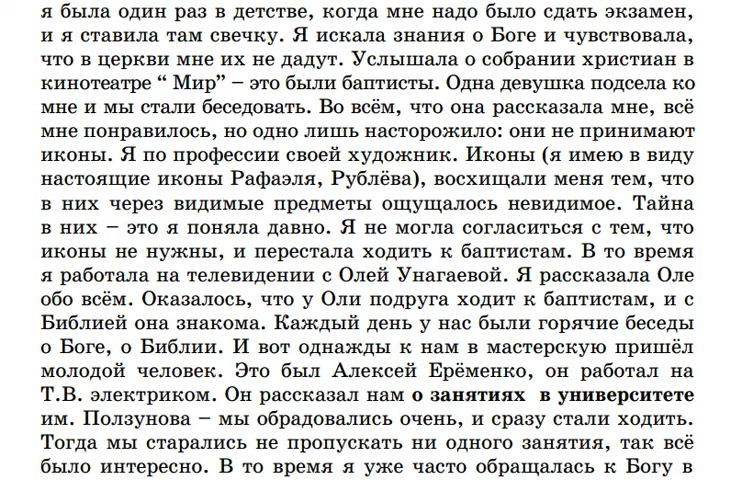 я была один раз в детстве, когда мне надо было сдать экзамен,
и я ставила там свечку. Я искала знания о Боге и чувствовала,
что в церкви мне их не дадут. Услышала о собрании христиан в
кинотеатре “ Мир” – это были баптисты. Одна девушка подсела ко
мне и мы стали беседовать. Во всём, что она рассказала мне, всё
мне понравилось, но одно лишь насторожило: они не принимают
иконы. Я по профессии своей художник. Иконы (я имею в виду
настоящие иконы Рафаэля, Рублёва), восхищали меня тем, что
в них через видимые предметы ощущалось невидимое. Тайна
в них – это я поняла давно. Я не могла согласиться с тем, что
иконы не нужны, и перестала ходить к баптистам. В то время
я работала на телевидении с Олей Унагаевой. Я рассказала Оле
обо всём. Оказалось, что у Оли подруга ходит к баптистам, и с
Библией она знакома. Каждый день у нас были горячие беседы
о Боге, о Библии. И вот однажды к нам в мастерскую пришёл
молодой человек. Это был Алексей Ерёменко, он работал на
Т.В. электриком. Он рассказал нам о занятиях в университете
им. Ползунова – мы обрадовались очень, и сразу стали ходить.
Тогда мы старались не пропускать ни одного занятия, так всё
было интересно. В то время я уже часто обращалась к Богу в